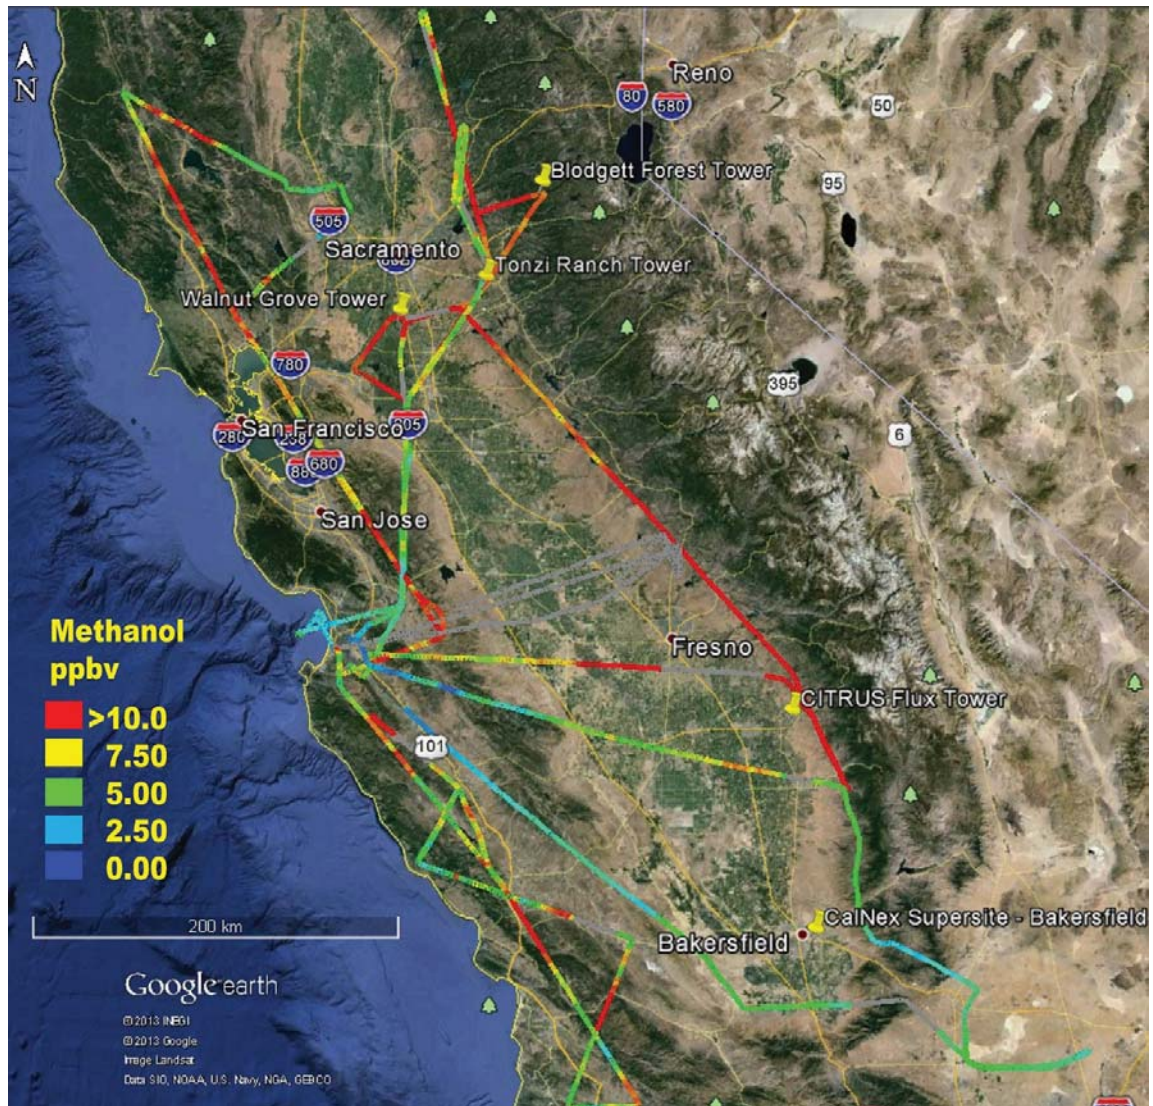 N
Reno
80
580
50
Blodgett Forest Tower
95
505
Sacramento
Tonzi Ranch Tower
Walnut Grove Tower
780
395
6
San Francisco
280
680
San Jose
Methanol
ppbv
>10.0
7.50
5.00
2.50
0.00
Fresno
CITRUS Flux Tower
101
200 km
CalNex Supersite - Bakersfield
Bakersfield
Google earth
© 2013 INEGI
© 2013 Google
Image Landsat
Data SIO, NOAA, U.S. Navy, NGA, GEBCO